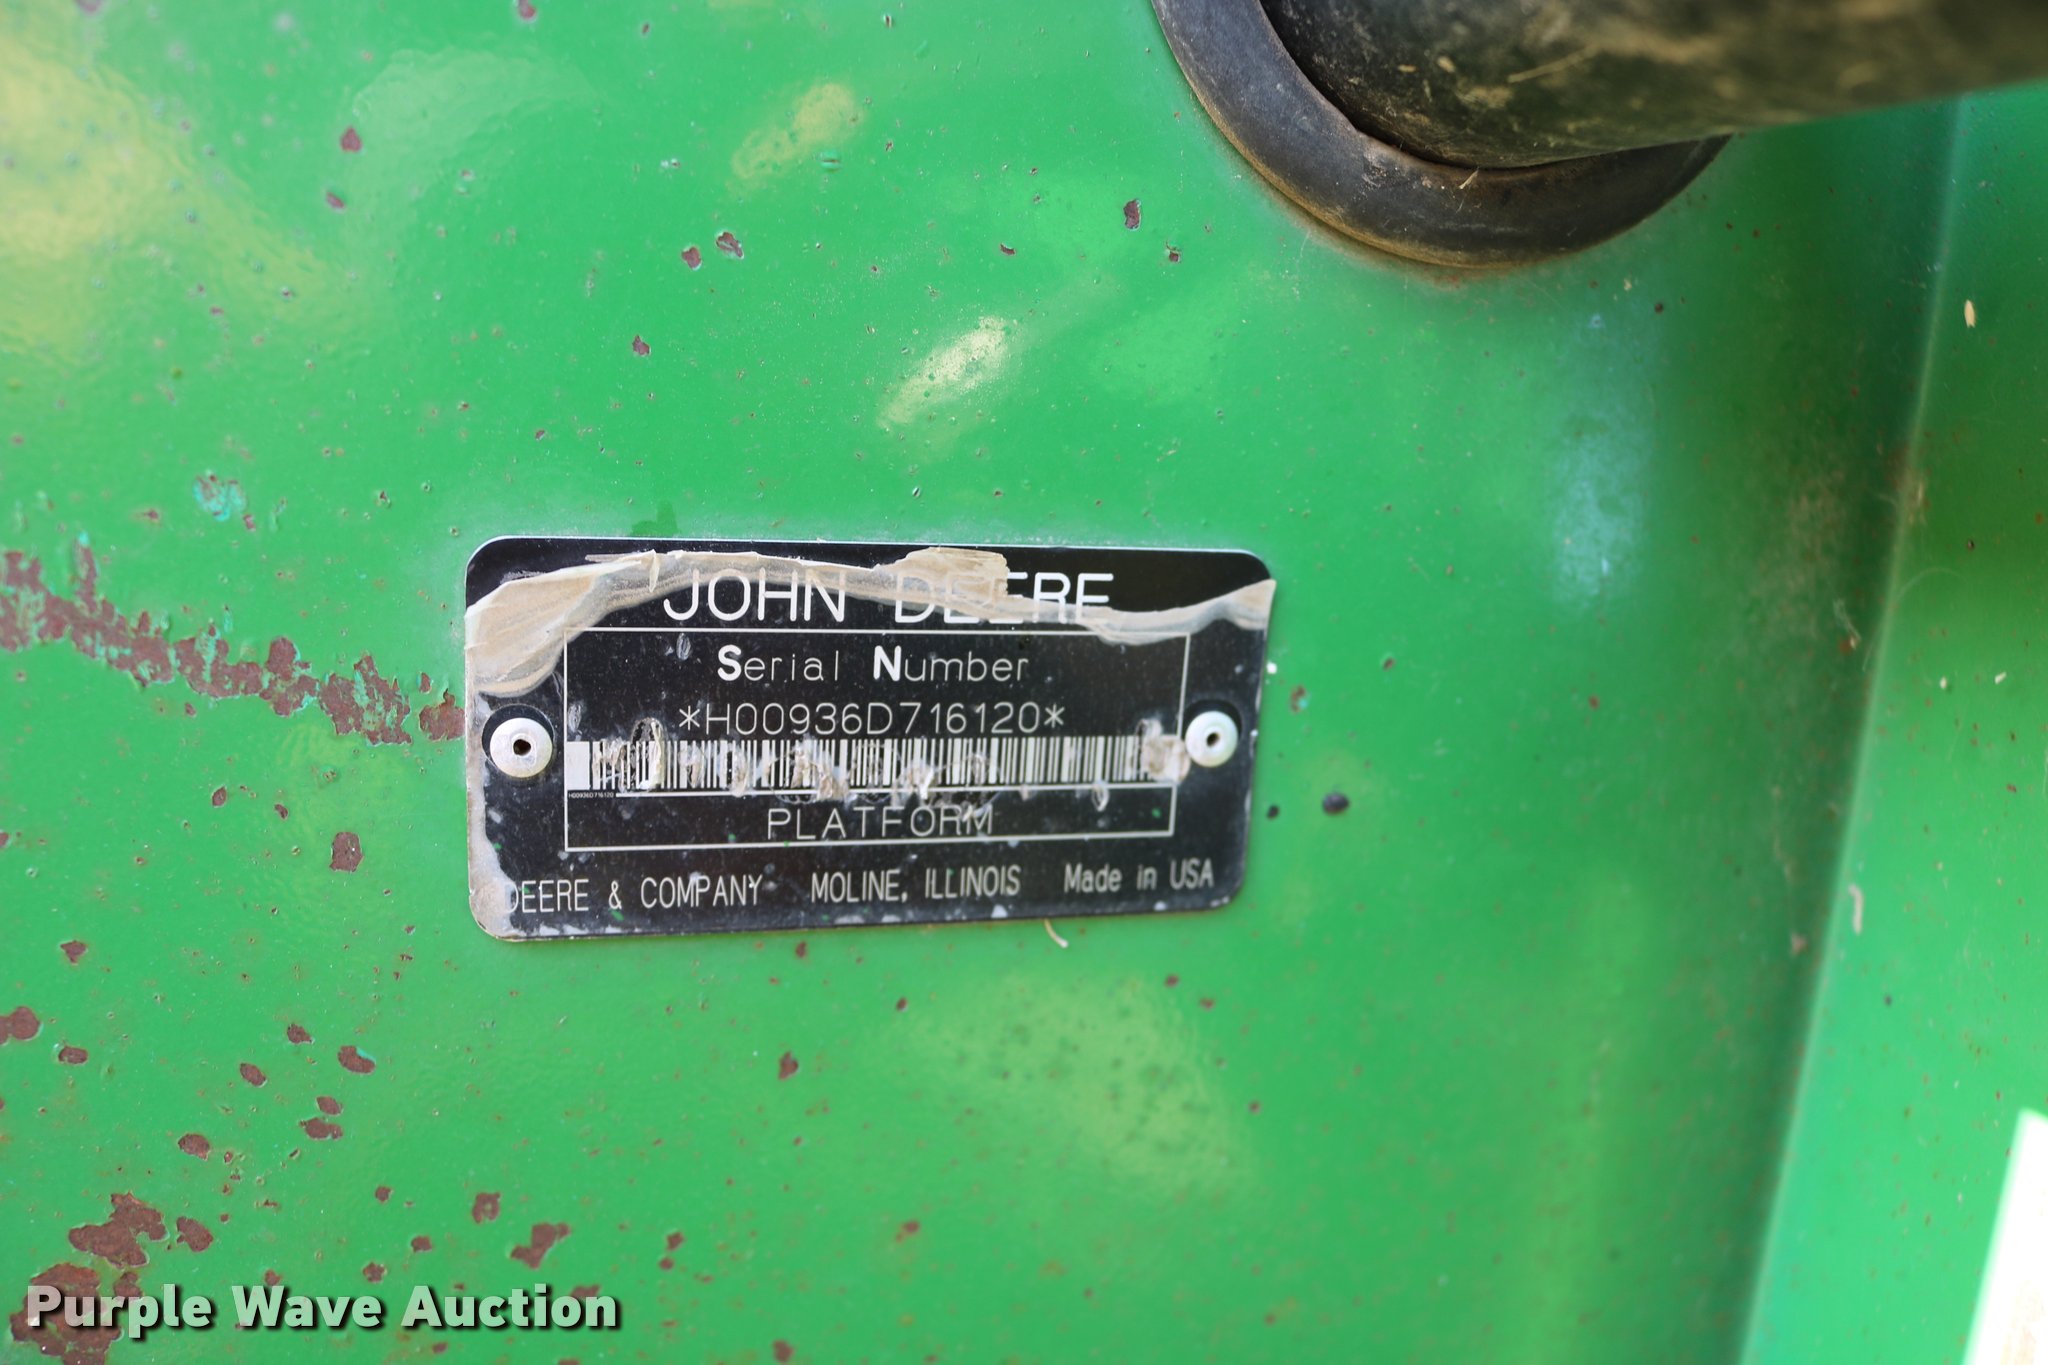 JOHN DEERE
Serial Number
*H00936D716120*
H00936D716120
PLATFORM
DEERE & COMPANY MOLINE, ILLINOIS Made in USA
Purple Wave Auction